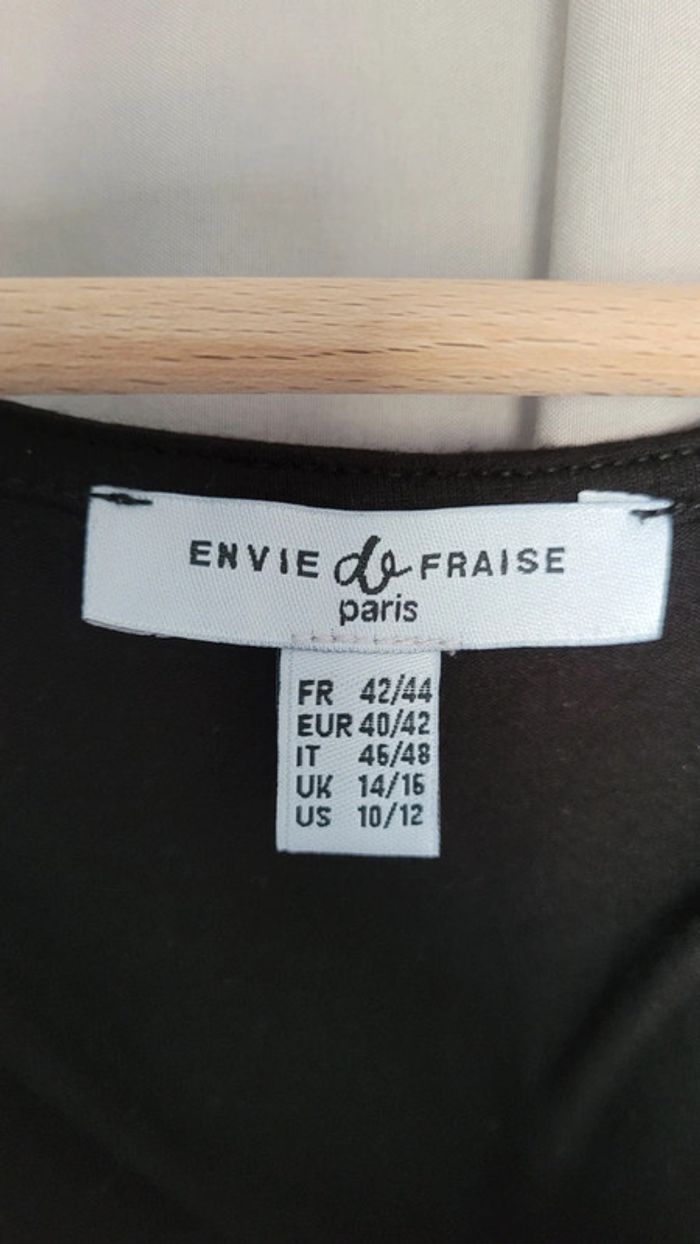 ENVIE de FRAISE
paris
FR 42/44
EUR 40/42
IT 46/48
UK 14/16
US 10/12